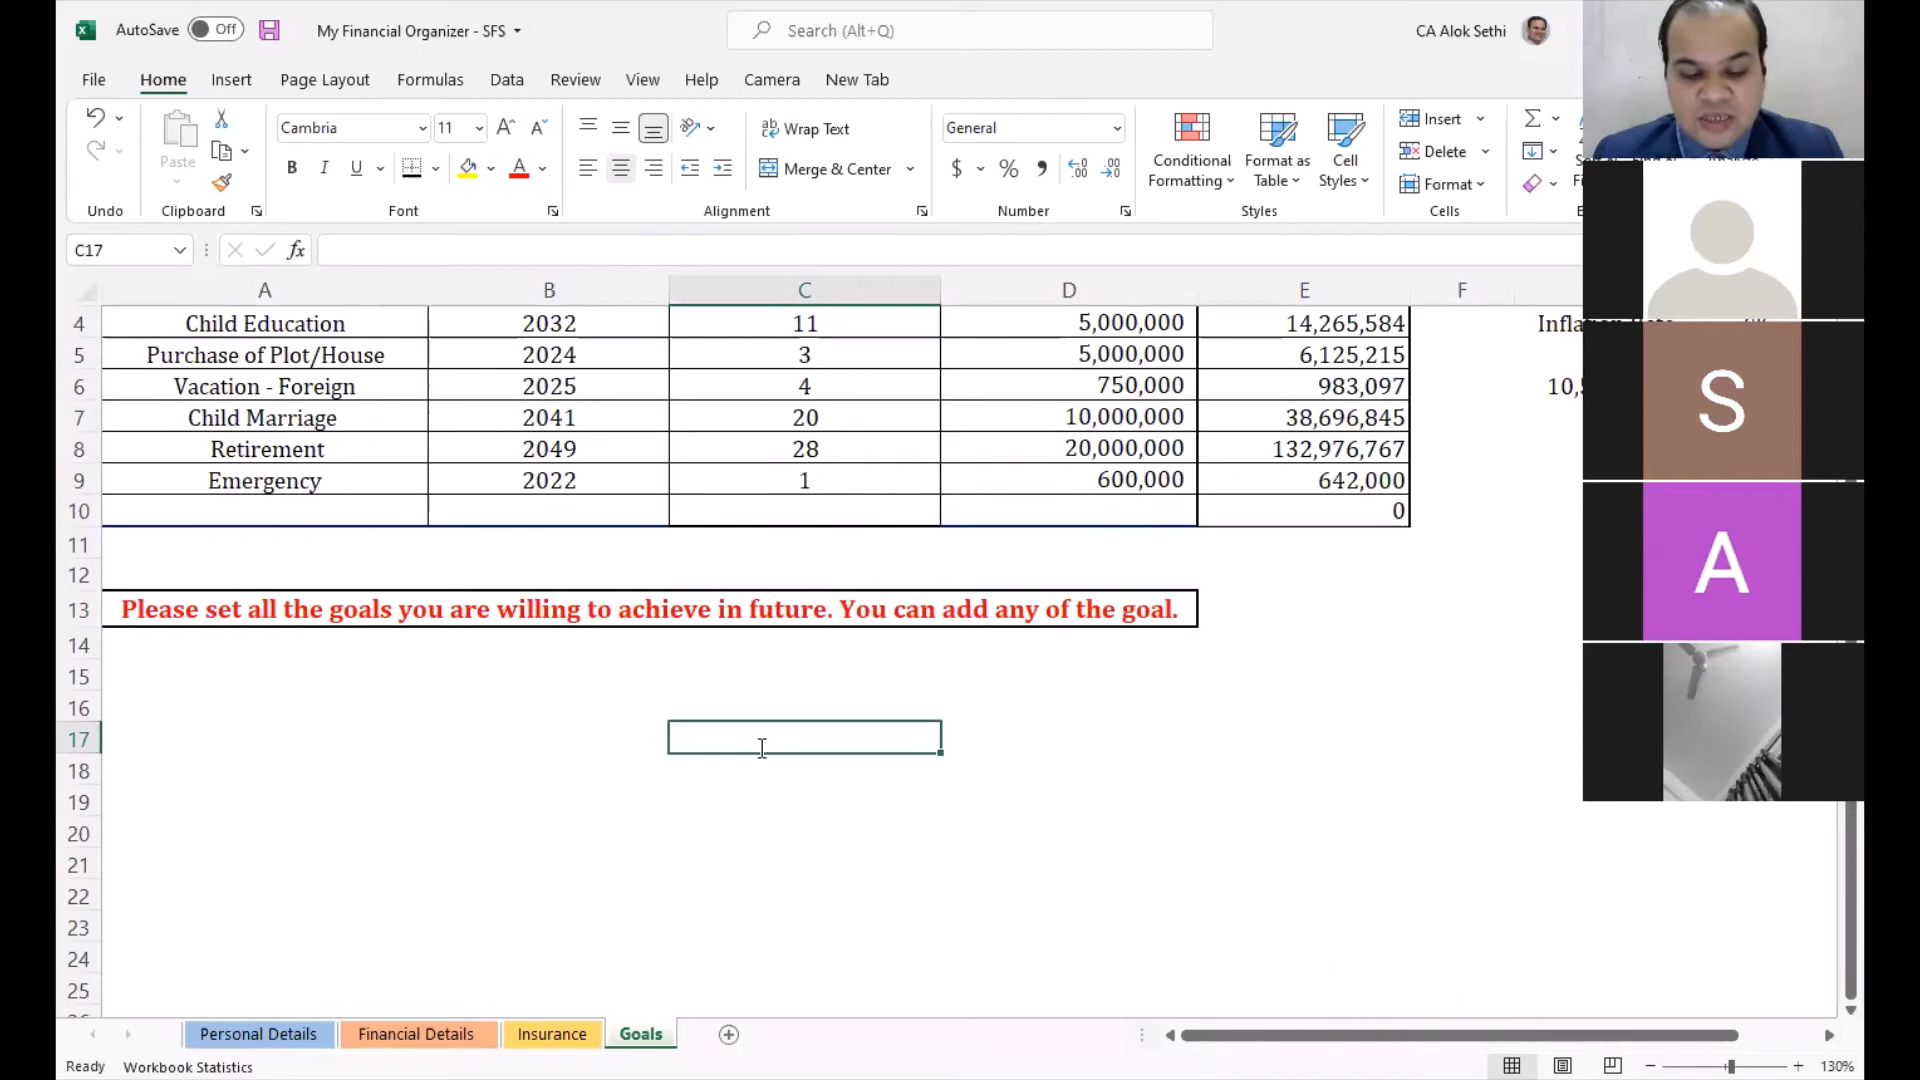 AutoSave Off My Financial Organizer - SFS Search (Alt+Q) CA Alok Sethi
File Home Insert Page Layout Formulas Data Review View Help Camera New Tab
Cambria 11 Wrap Text General Insert
Paste B I U Merge & Center $ % Conditional Formatting Format as Table Cell Styles Delete
Format
Undo Clipboard Font Alignment Number Styles Cells
C17 fx
A B C D E F
4 Child Education 2032 11 5,000,000 14,265,584
5 Purchase of Plot/House 2024 3 5,000,000 6,125,215
6 Vacation - Foreign 2025 4 750,000 983,097
7 Child Marriage 2041 20 10,000,000 38,696,845
8 Retirement 2049 28 20,000,000 132,976,767
9 Emergency 2022 1 600,000 642,000
10 0
11
12
13 Please set all the goals you are willing to achieve in future. You can add any of the goal.
14
15
16
17
18
19
20
21
22
23
24
25
S
A
Personal Details Financial Details Insurance Goals
Ready Workbook Statistics 130%